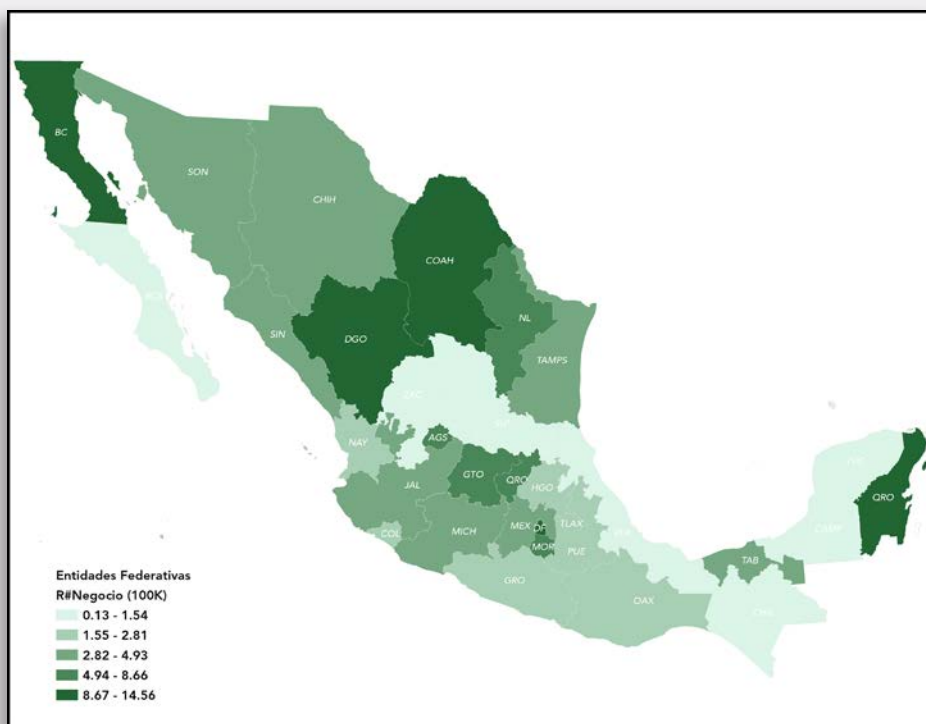 BC
SON
CHIH
COAH
NL
DGO
SIN
TAMPS
NAY
AGS
GTO
QRO
HGO
JAL
COL
MICH
MEX
DF
TLAX
MOR
PUE
GRO
OAX
TAB
CAMP
QRO
Entidades Federativas
R#Negocio (100K)
0.13 - 1.54
1.55 - 2.81
2.82 - 4.93
4.94 - 8.66
8.67 - 14.56